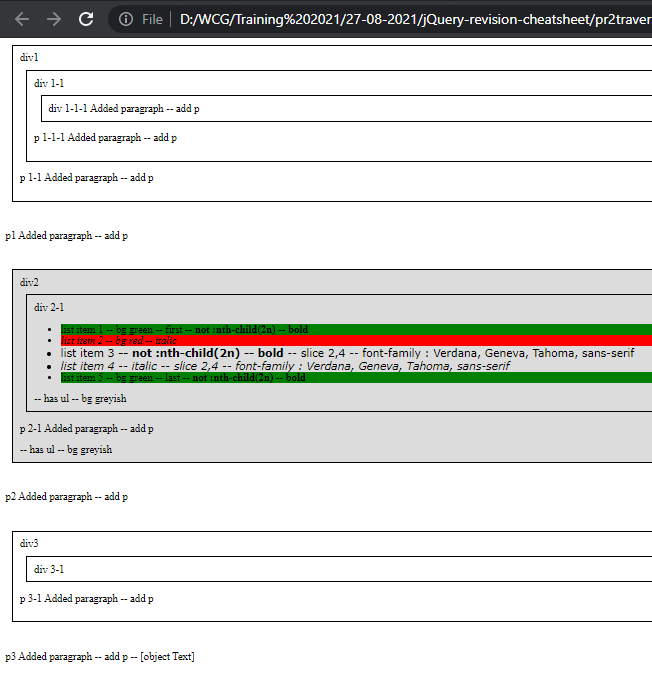 File
D:/WCG/Training%202021/27-08-2021/jQuery-revision-cheatsheet/pr2traver
div1
div 1-1
div 1-1-1 Added paragraph -- add p
p 1-1-1 Added paragraph -- add p
p 1-1 Added paragraph -- add p
p1 Added paragraph -- add p
div2
div 2-1
list item 1 -- bg green -- first -- not :nth-child(2n) -- bold
list item 2 -- bg red -- italic
list item 3 -- not :nth-child(2n) -- bold -- slice 2,4 -- font-family : Verdana, Geneva, Tahoma, sans-serif
list item 4 -- italic -- slice 2,4 -- font-family : Verdana, Geneva, Tahoma, sans-serif
list item 5 -- bg green -- last -- not :nth-child(2n) -- bold
-- has ul -- bg greyish
p 2-1 Added paragraph -- add p
-- has ul -- bg greyish
p2 Added paragraph -- add p
div3
div 3-1
p 3-1 Added paragraph -- add p
p3 Added paragraph -- add p -- [object Text]